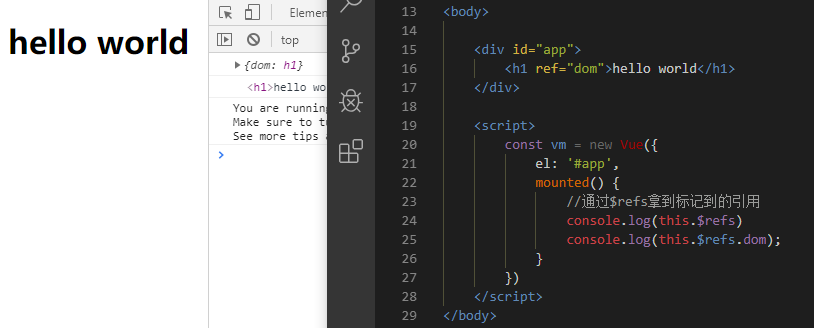 hello world
Elemen
top
{dom: h1}
<h1>hello wo
You are running
Make sure to tu
See more tips a
13 <body>
14
15 <div id="app">
16 <h1 ref="dom">hello world</h1>
17 </div>
18
19 <script>
20 const vm = new Vue({
21 el: '#app',
22 mounted() {
23 //通过$refs拿到标记到的引用
24 console.log(this.$refs)
25 console.log(this.$refs.dom);
26 }
27 })
28 </script>
29 </body>